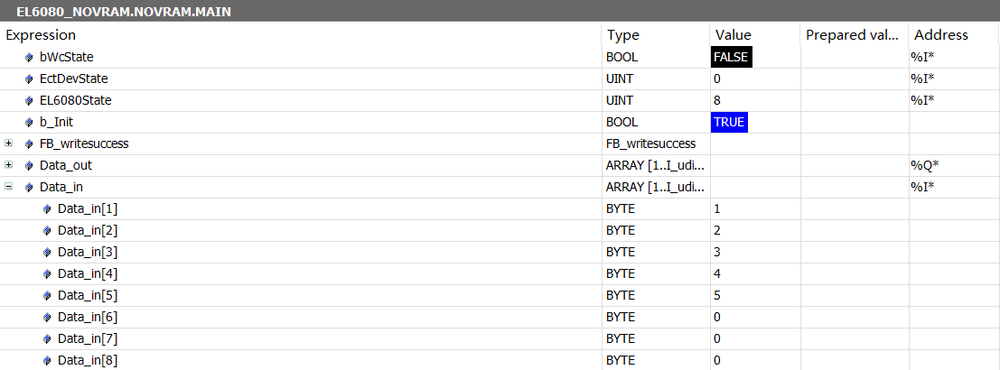 EL6080_NOVRAM.NOVRAM.MAIN
Expression Type Value Prepared val... Address
bWcState BOOL FALSE %I*
EctDevState UINT 0 %I*
EL6080State UINT 8 %I*
b_Init BOOL TRUE
FB_writesuccess FB_writesuccess
Data_out ARRAY [1..I_udi... %Q*
Data_in ARRAY [1..I_udi... %I*
Data_in[1] BYTE 1
Data_in[2] BYTE 2
Data_in[3] BYTE 3
Data_in[4] BYTE 4
Data_in[5] BYTE 5
Data_in[6] BYTE 0
Data_in[7] BYTE 0
Data_in[8] BYTE 0